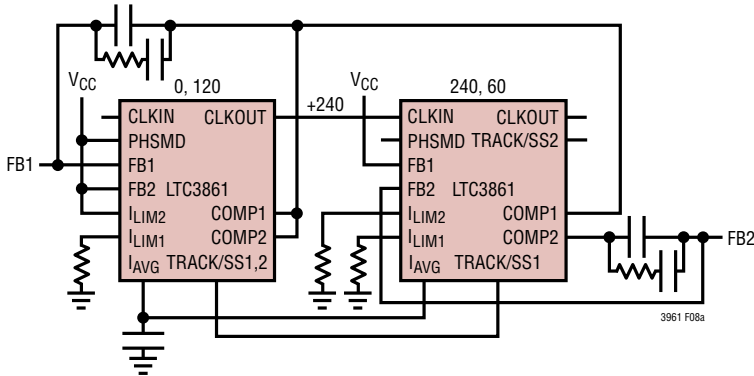 VCC
0, 120
+240
VCC
240, 60
FB1
CLKIN CLKOUT
PHSMD
FB1
FB2 LTC3861
ILIM2 COMP1
ILIM1 COMP2
IAVG TRACK/SS1,2
CLKIN CLKOUT
PHSMD TRACK/SS2
FB1
FB2 LTC3861
ILIM2 COMP1
ILIM1 COMP2
IAVG TRACK/SS1
FB2
3961 F08a